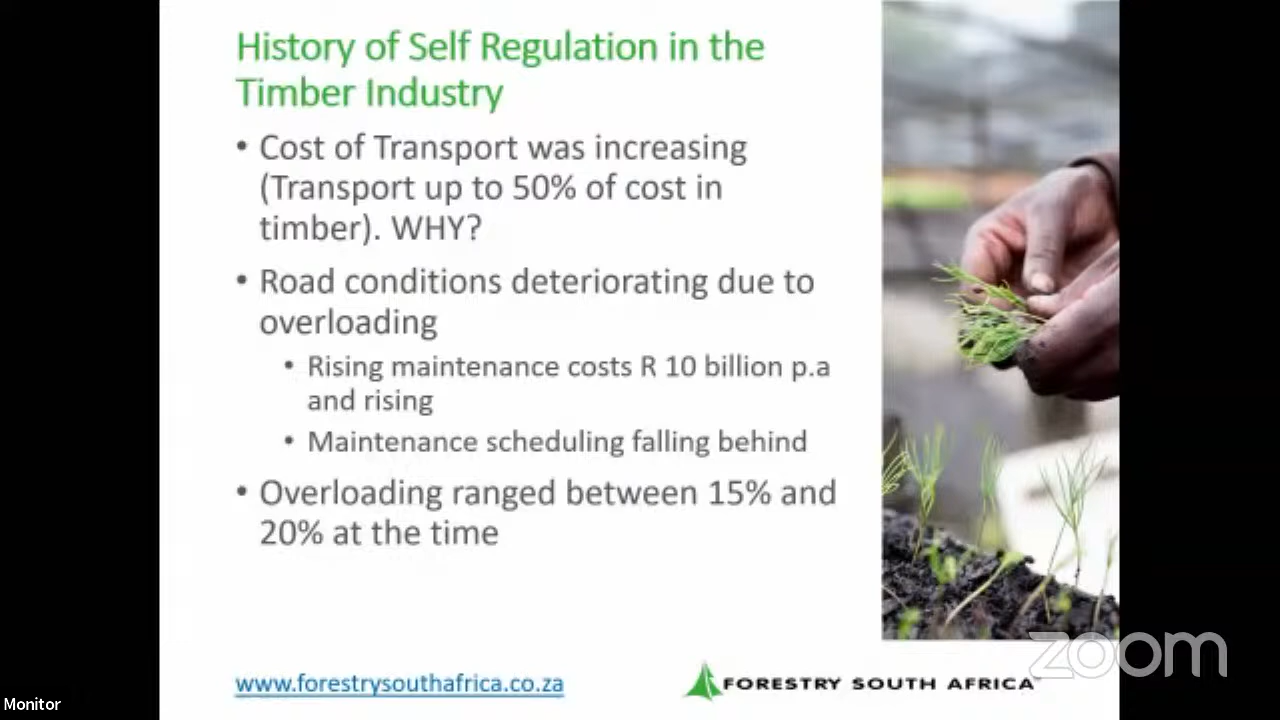 History of Self Regulation in the
Timber Industry
• Cost of Transport was increasing
(Transport up to 50% of cost in
timber). WHY?
• Road conditions deteriorating due to
overloading
• Rising maintenance costs R 10 billion p.a
and rising
• Maintenance scheduling falling behind
• Overloading ranged between 15% and
20% at the time
www.forestrysouthafrica.co.za
FORESTRY SOUTH AFRICA
zoom
Monitor